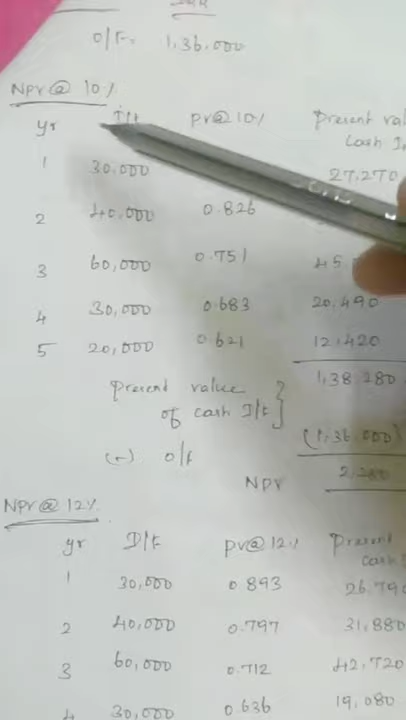 O/F 1,36,000
NPV @ 10%
yr I/f PV@10% Present
Cash
1 30,000 27,270
2 40,000 0.826
3 60,000 0.751 45
4 30,000 0.683 20,490
5 20,000 0.621 12,420
1,38,280
Present value
of cash I/f
(-) o/f (1,36,000)
NPV 2,280
NPV @ 12%
yr I/f PV@12% Present
Cash
1 30,000 0.893 26,790
2 40,000 0.797 31,880
3 60,000 0.712 42,720
4 30,000 0.636 19,080